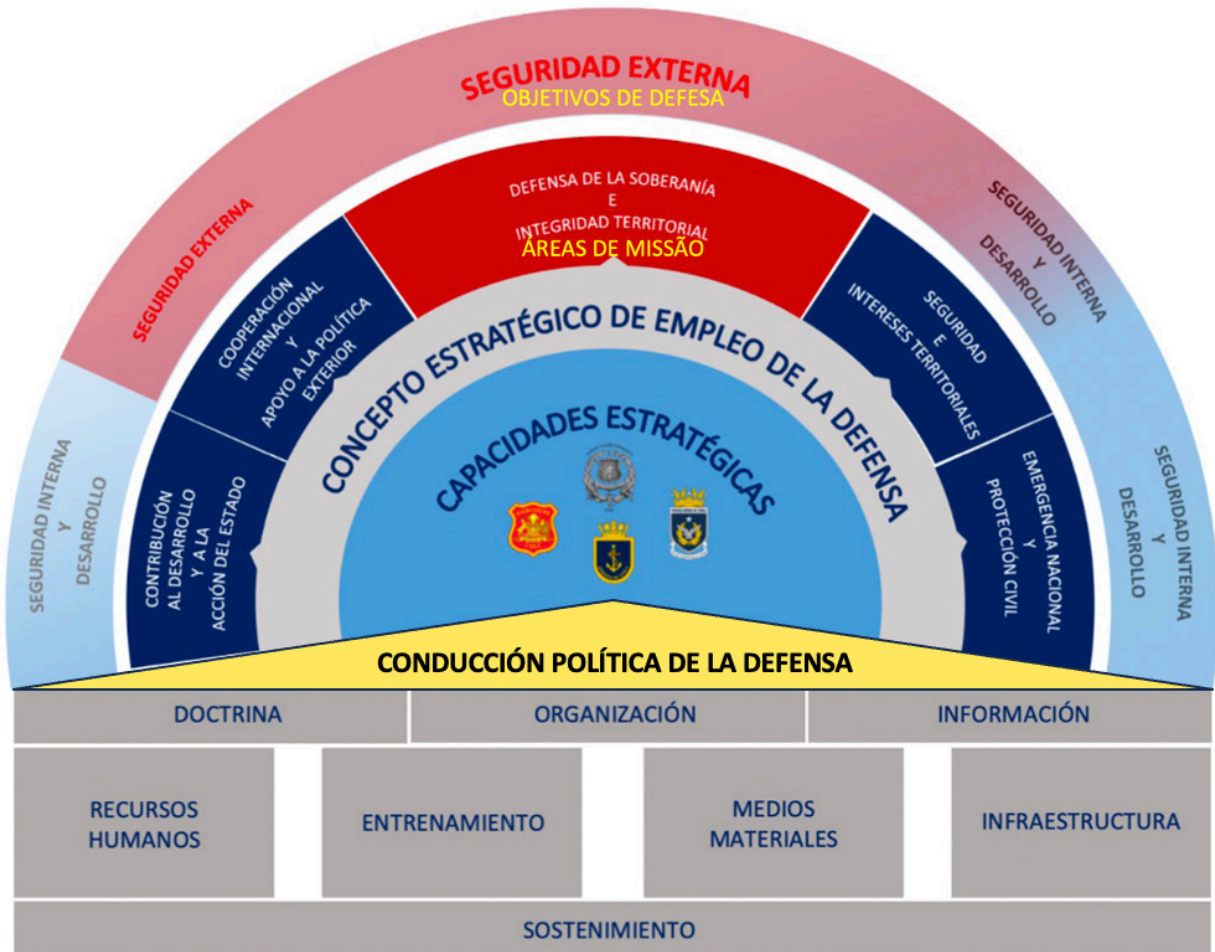 SEGURIDAD EXTERNA
OBJETIVOS DE DEFESA
SEGURIDAD EXTERNA
SEGURIDAD INTERNA
Y
DESARROLLO
SEGURIDAD INTERNA
Y
DESARROLLO
SEGURIDAD INTERNA
Y
DESARROLLO
DEFENSA DE LA SOBERANÍA
E
INTEGRIDAD TERRITORIAL
ÁREAS DE MISSÃO
COOPERACIÓN
INTERNACIONAL
Y
APOYO A LA POLÍTICA
EXTERIOR
SEGURIDAD
E
INTERESES TERRITORIALES
CONTRIBUCIÓN
AL DESARROLLO
Y A LA
ACCIÓN DEL ESTADO
EMERGENCIA NACIONAL
Y
PROTECCIÓN CIVIL
CONCEPTO ESTRATÉGICO DE EMPLEO DE LA DEFENSA
CAPACIDADES ESTRATÉGICAS
CONDUCCIÓN POLÍTICA DE LA DEFENSA
DOCTRINA
ORGANIZACIÓN
INFORMACIÓN
RECURSOS
HUMANOS
ENTRENAMIENTO
MEDIOS
MATERIALES
INFRAESTRUCTURA
SOSTENIMIENTO